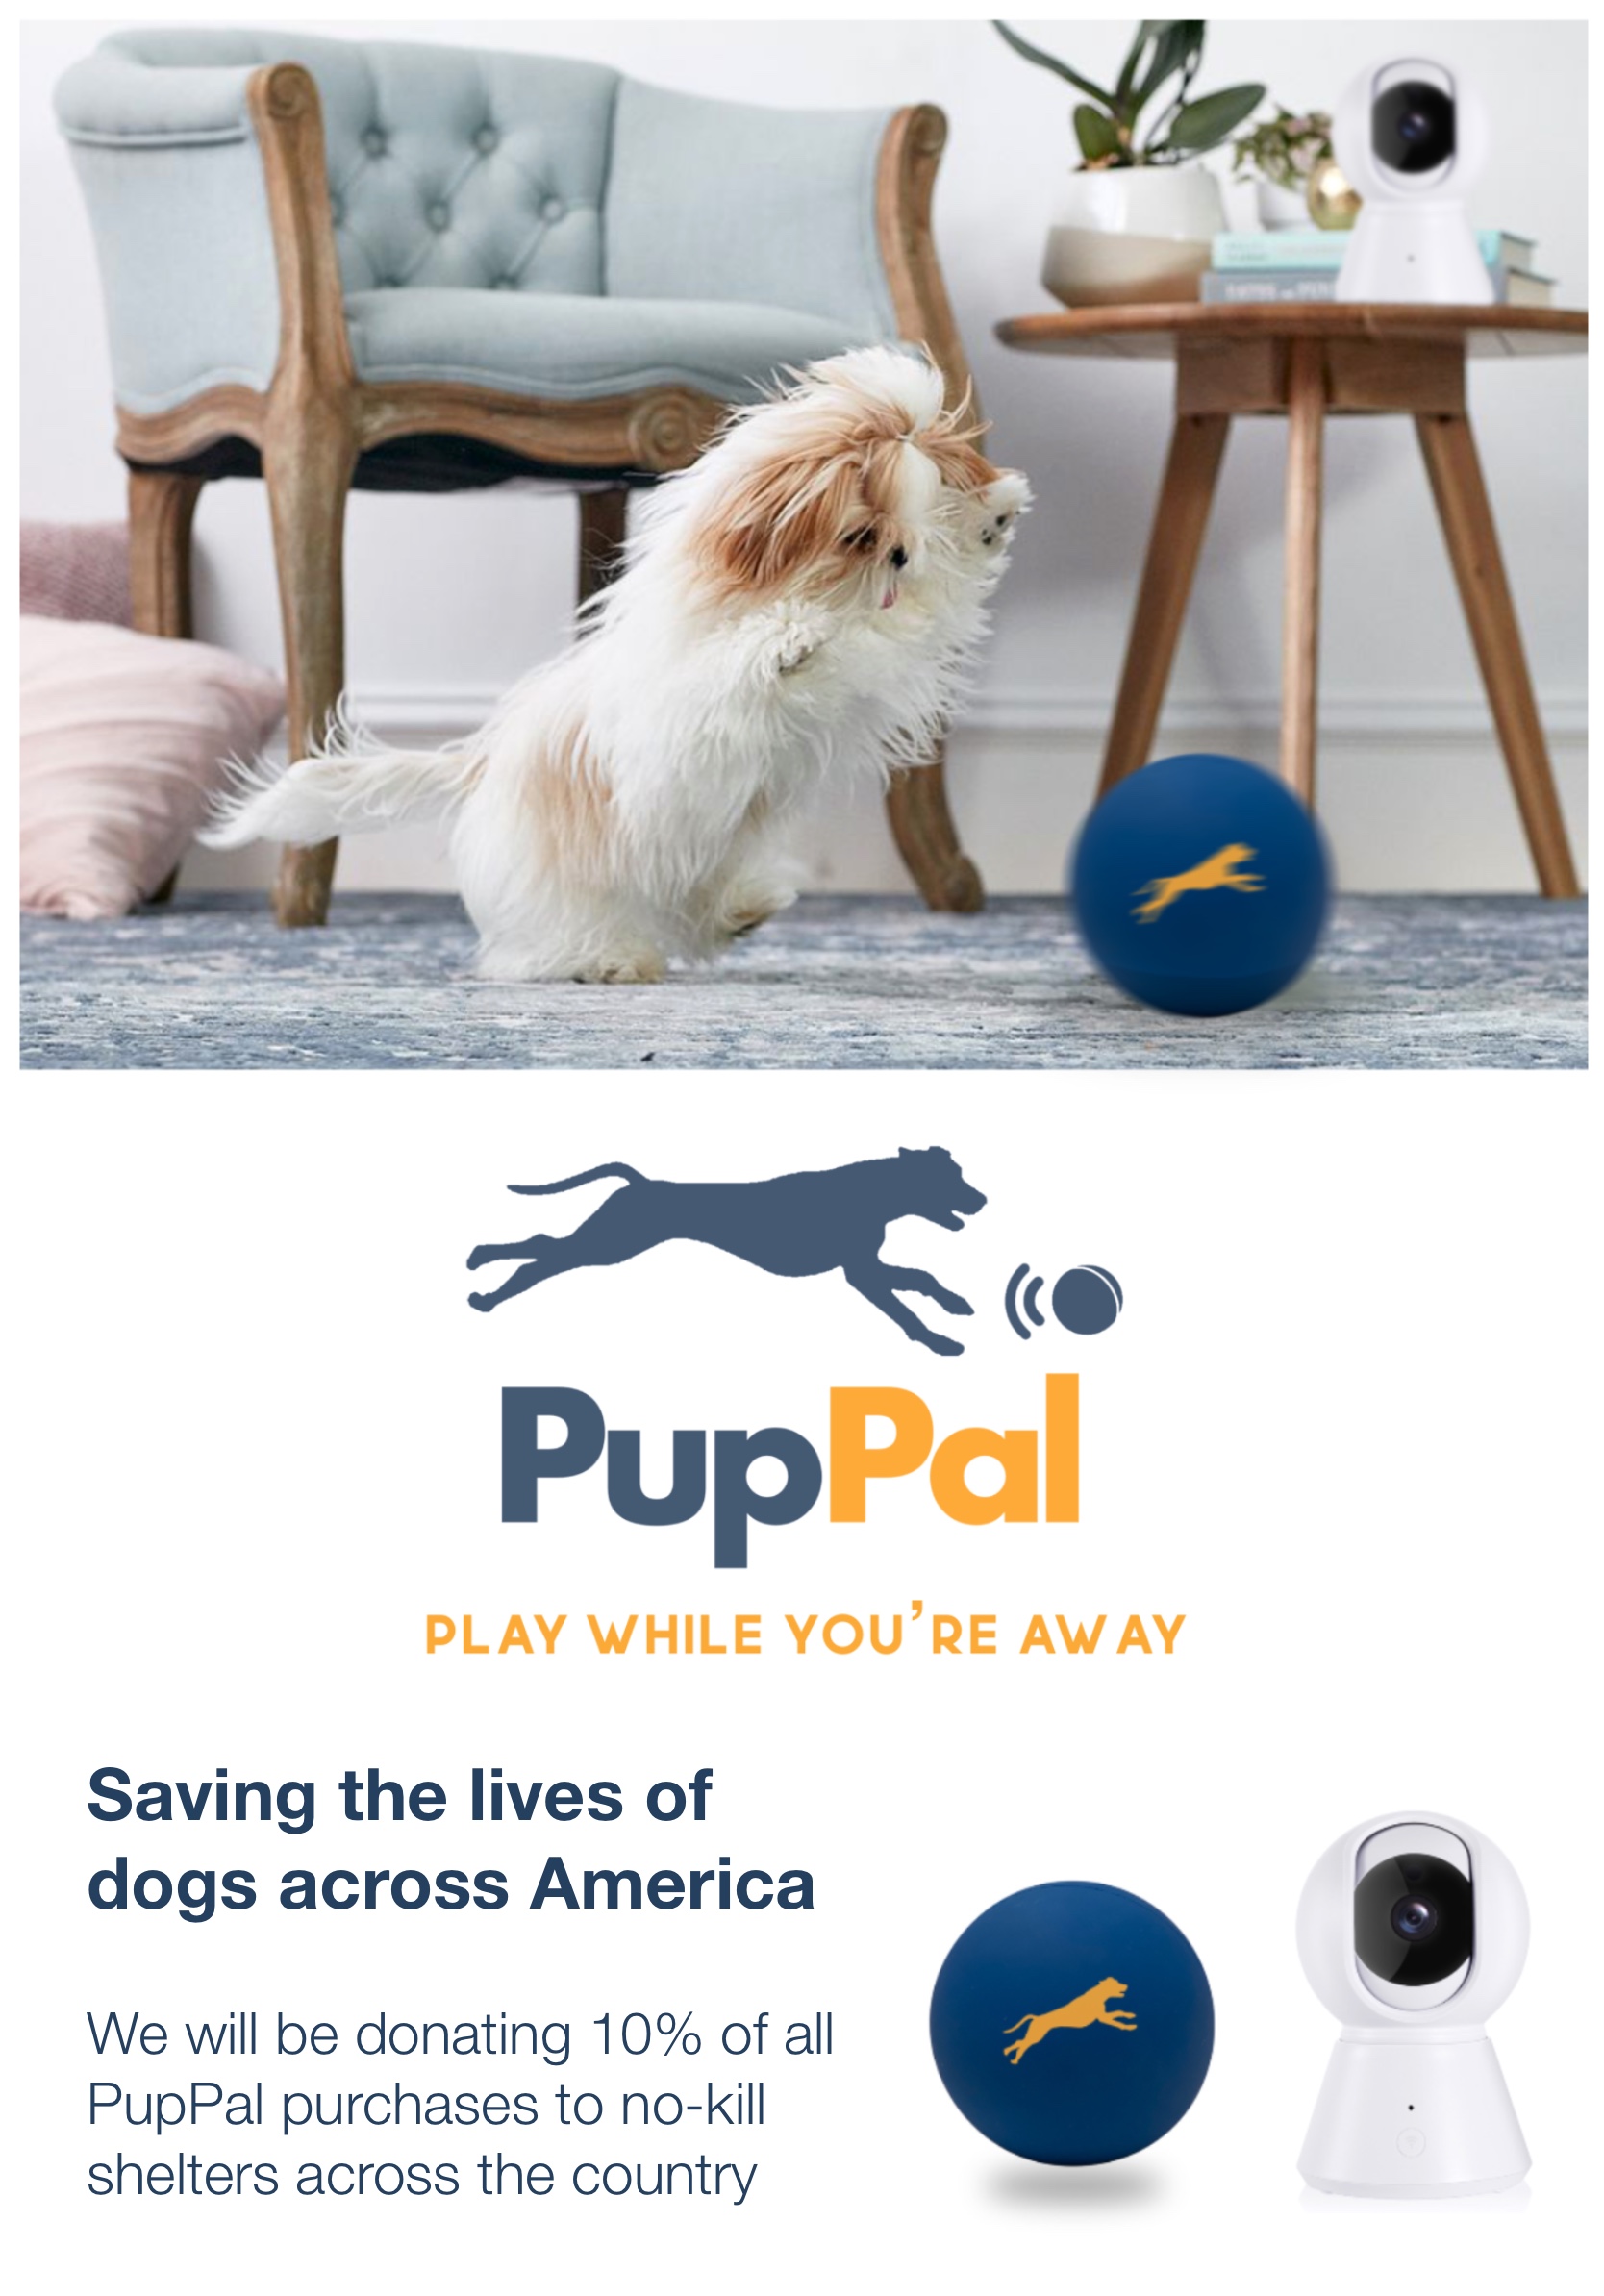 PupPal
PLAY WHILE YOU'RE AWAY
Saving the lives of
dogs across America
We will be donating 10% of all
PupPal purchases to no-kill
shelters across the country